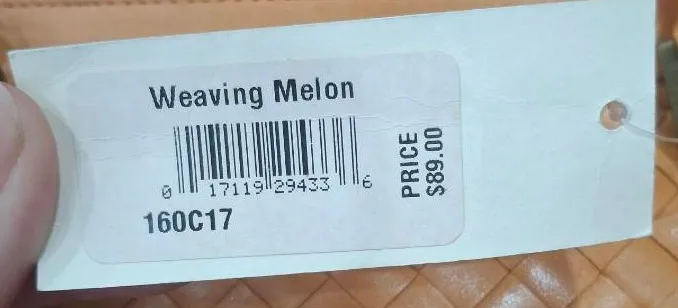 Weaving Melon
0 17119 29433 6
160C17
PRICE
$89.00